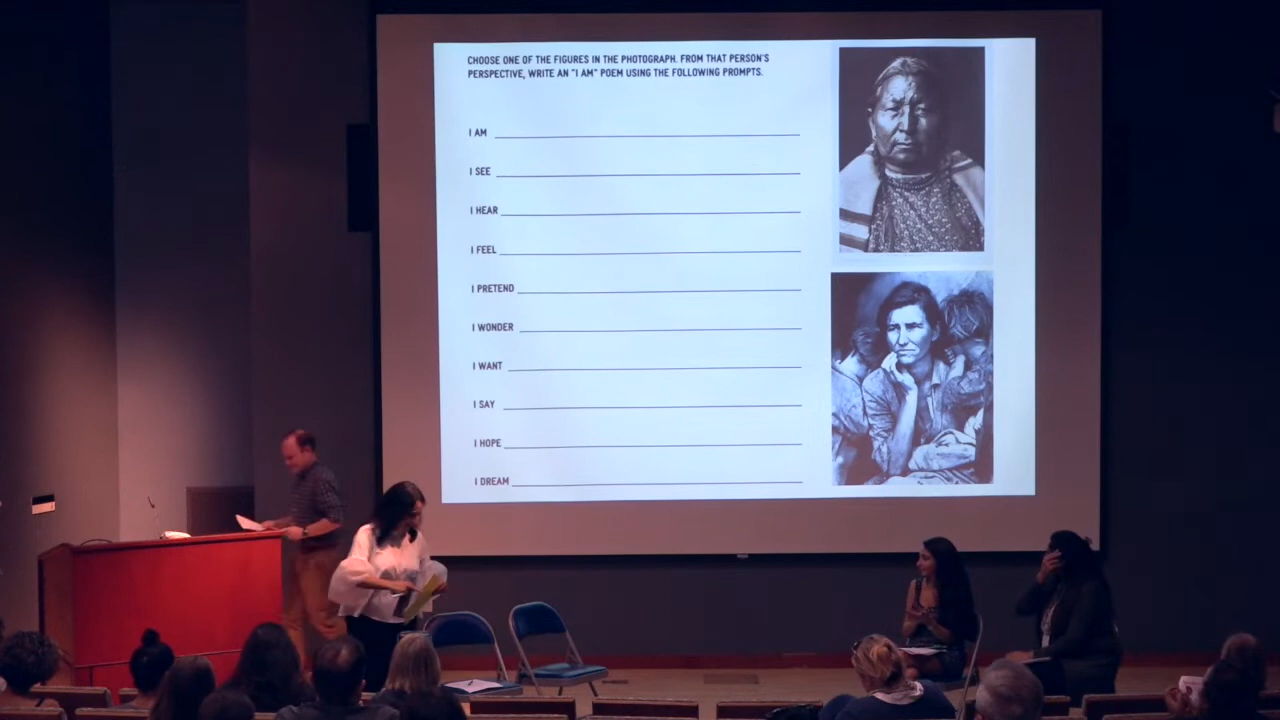 CHOOSE ONE OF THE FIGURES IN THE PHOTOGRAPH. FROM THAT PERSON'S
PERSPECTIVE, WRITE AN "I AM" POEM USING THE FOLLOWING PROMPTS.
I AM
I SEE
I HEAR
I FEEL
I PRETEND
I WONDER
I WANT
I SAY
I HOPE
I DREAM